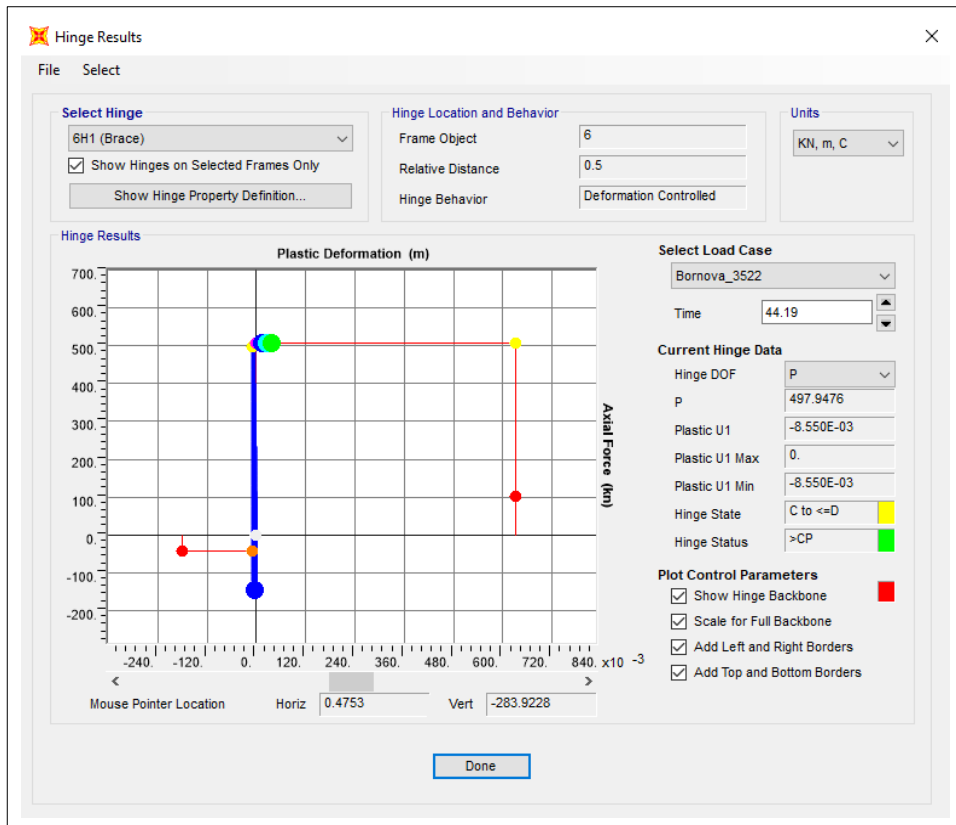 Hinge Results
File Select
Select Hinge
6H1 (Brace)
Show Hinges on Selected Frames Only
Show Hinge Property Definition...
Hinge Location and Behavior
Frame Object 6
Relative Distance 0.5
Hinge Behavior Deformation Controlled
Units
KN, m, C
Hinge Results
Plastic Deformation (m)
700.
600.
500.
400.
300.
200.
100.
0.
-100.
-200.
Axial Force (kn)
-240. -120. 0. 120. 240. 360. 480. 600. 720. 840. x10 -3
Mouse Pointer Location Horiz 0.4753 Vert -283.9228
Select Load Case
Bornova_3522
Time 44.19
Current Hinge Data
Hinge DOF P
P 497.9476
Plastic U1 -8.550E-03
Plastic U1 Max 0.
Plastic U1 Min -8.550E-03
Hinge State C to <=D
Hinge Status >CP
Plot Control Parameters
Show Hinge Backbone
Scale for Full Backbone
Add Left and Right Borders
Add Top and Bottom Borders
Done